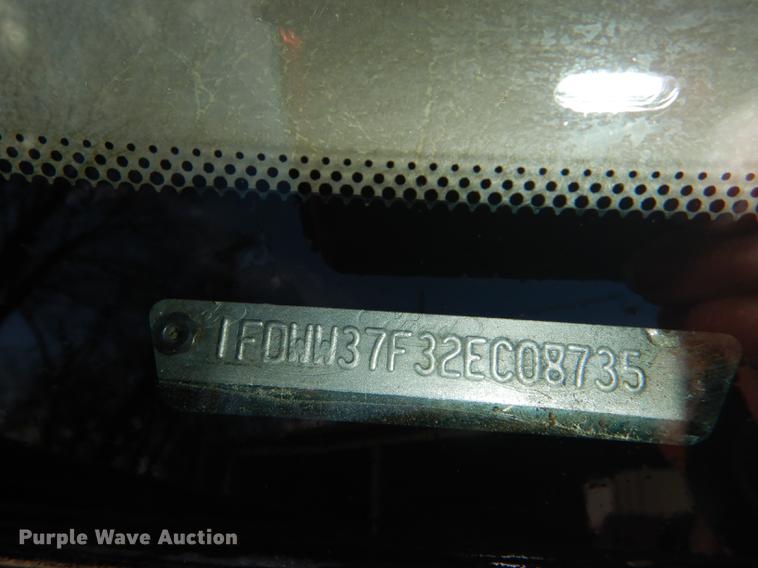 1FDWW37F32EC08735
Purple Wave Auction